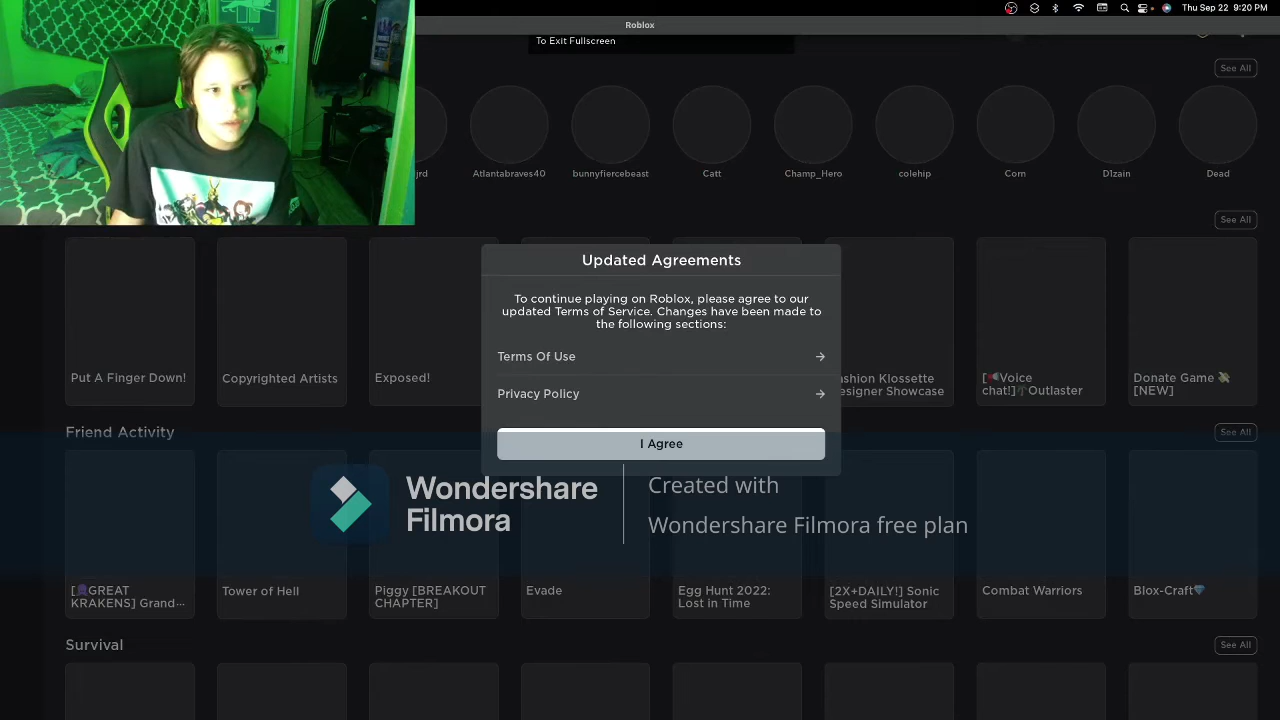 Thu Sep 22 9:20 PM
Roblox
To Exit Fullscreen
See All
Atlantabraves40
bunnyfiercebeast
Catt
Champ_Hero
colehip
Corn
D1zain
Dead
See All
Updated Agreements
To continue playing on Roblox, please agree to our
updated Terms of Service. Changes have been made to
the following sections:
Terms Of Use
Privacy Policy
I Agree
Put A Finger Down!
Copyrighted Artists
Exposed!
ashion Klossette
esigner Showcase
[📢Voice
chat!]🌴Outlaster
Donate Game 💸
[NEW]
Friend Activity
See All
Wondershare
Filmora
Created with
Wondershare Filmora free plan
[👤GREAT
KRAKENS] Grand...
Tower of Hell
Piggy [BREAKOUT
CHAPTER]
Evade
Egg Hunt 2022:
Lost in Time
[2X+DAILY!] Sonic
Speed Simulator
Combat Warriors
Blox-Craft💎
Survival
See All